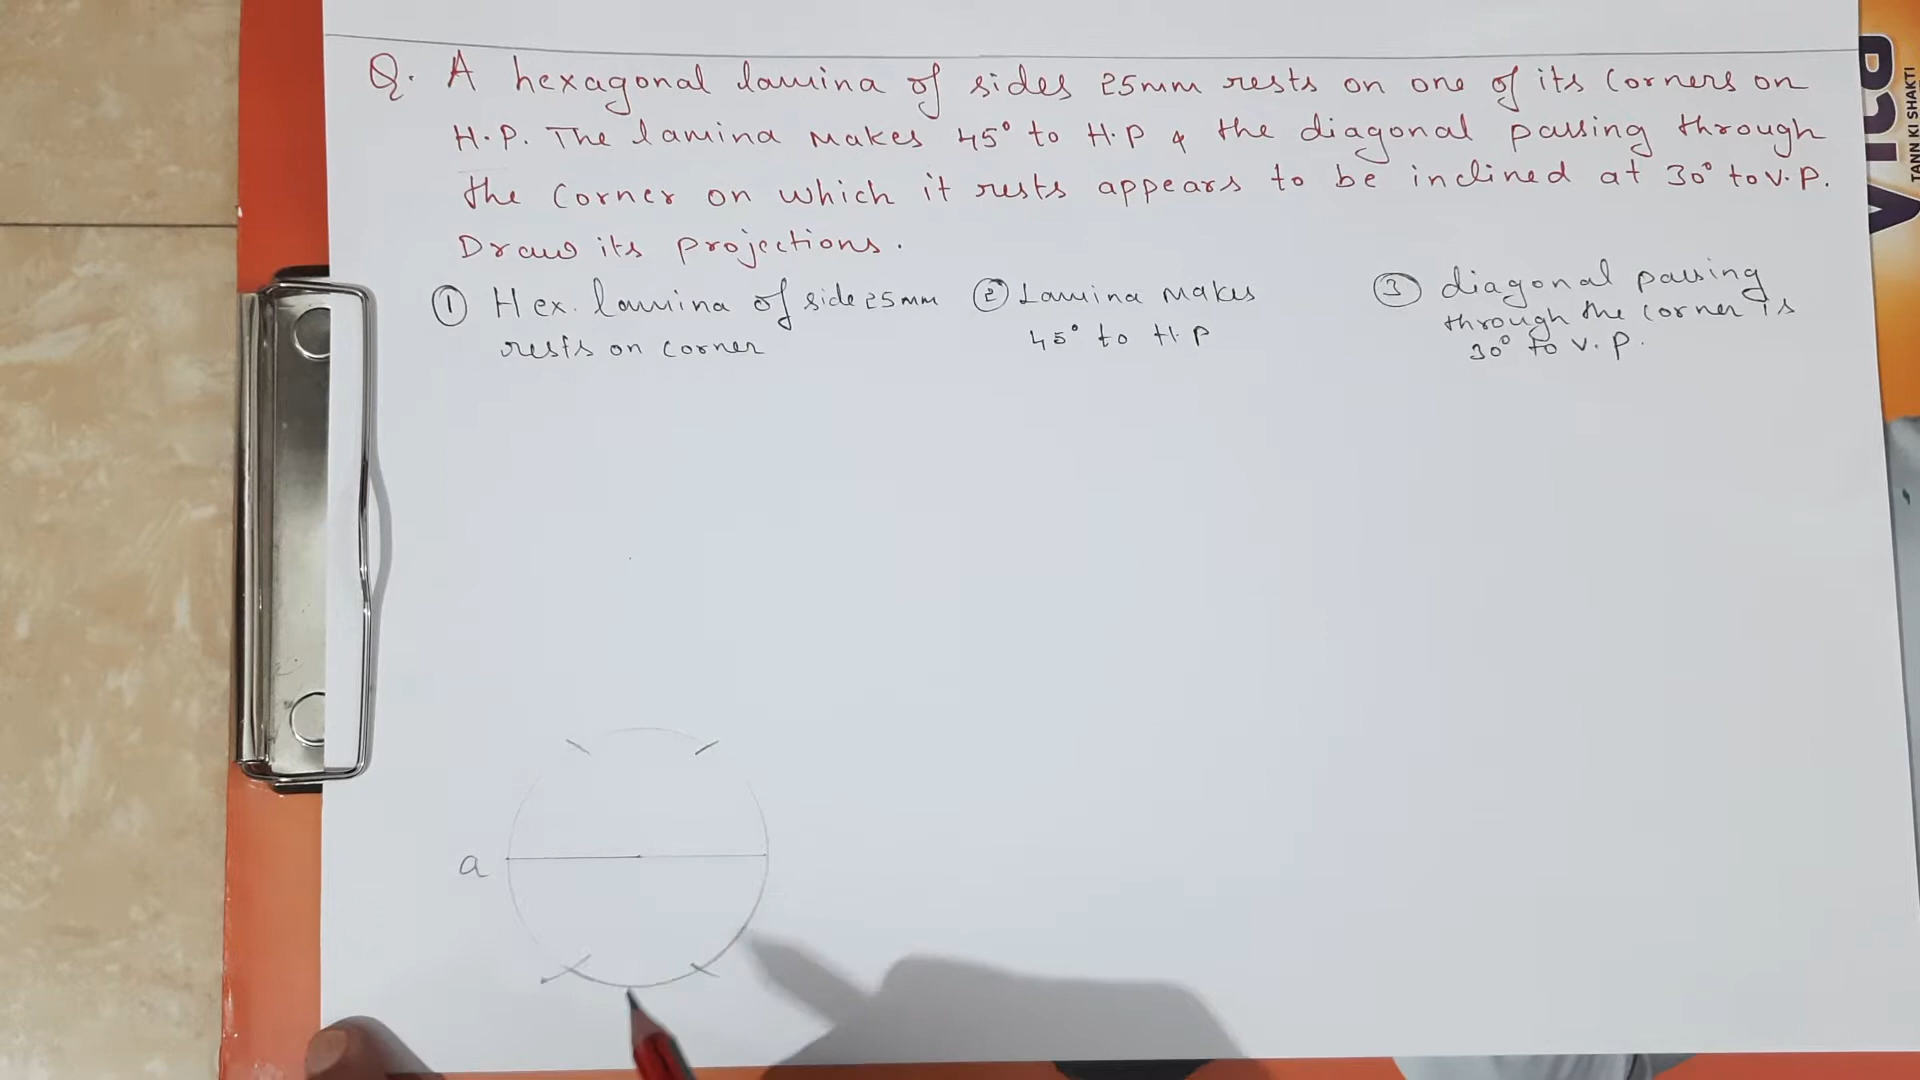 Q. A hexagonal lamina of sides 25mm rests on one of its corners on
H.P. The lamina makes 45° to H.P & the diagonal passing through
the corner on which it rests appears to be inclined at 30° to V.P.
Draw its projections.
① Hex. lamina of side 25mm
rests on corner
② Lamina makes
45° to H.P
③ diagonal passing
through the corner is
30° to V.P.
a
TANN KI SHAKTI